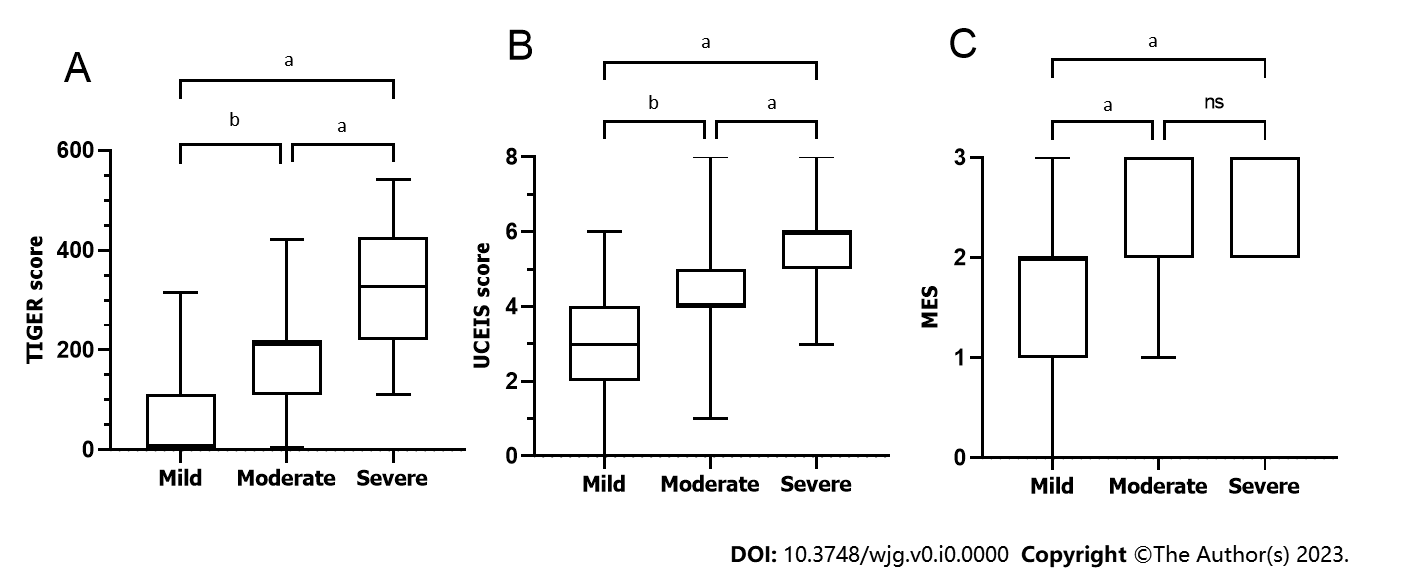 A
a
b
a
600
400
200
0
TIGER score
Mild Moderate Severe
B
a
b
a
8
6
4
2
0
UCEIS score
Mild Moderate Severe
C
a
a
ns
3
2
1
0
MES
Mild Moderate Severe
DOI: 10.3748/wjg.v0.i0.0000 Copyright ©The Author(s) 2023.